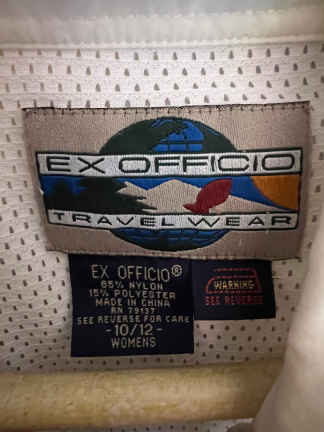 EX OFFICIO
TRAVEL WEAR
EX OFFICIO®
65% NYLON
15% POLYESTER
MADE IN CHINA
RN 79137
SEE REVERSE FOR CARE
- 10/12 -
WOMENS
WARNING
SEE REVERSE